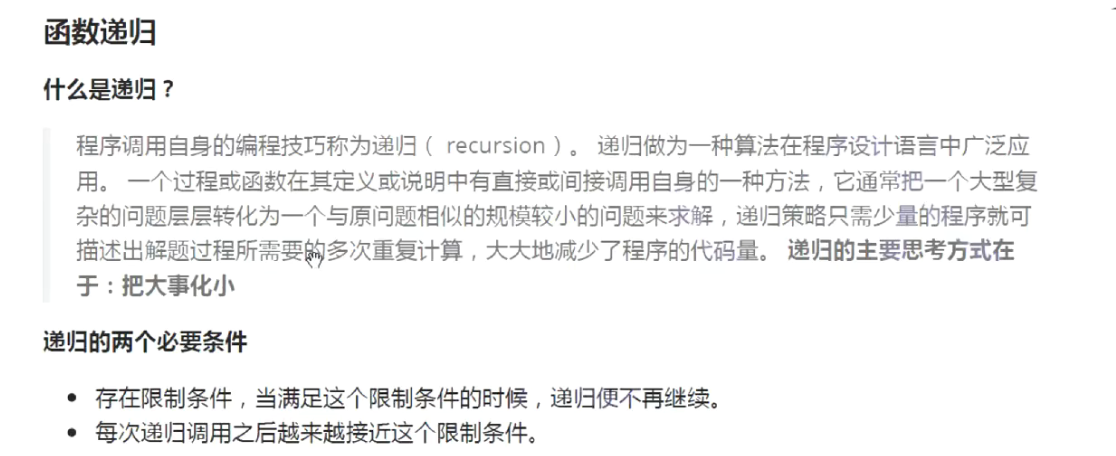 函数递归
什么是递归？
程序调用自身的编程技巧称为递归（ recursion）。 递归做为一种算法在程序设计语言中广泛应
用。 一个过程或函数在其定义或说明中有直接或间接调用自身的一种方法，它通常把一个大型复
杂的问题层层转化为一个与原问题相似的规模较小的问题来求解，递归策略只需少量的程序就可
描述出解题过程所需要的多次重复计算，大大地减少了程序的代码量。 递归的主要思考方式在
于：把大事化小
递归的两个必要条件
• 存在限制条件，当满足这个限制条件的时候，递归便不再继续。
• 每次递归调用之后越来越接近这个限制条件。